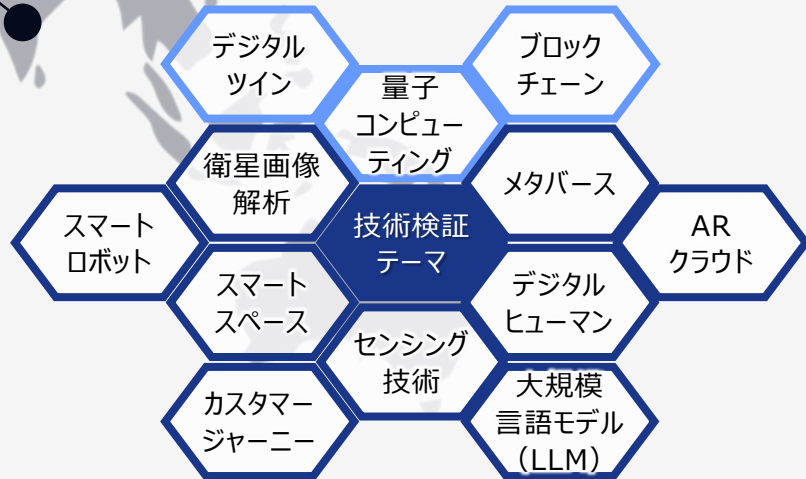 デジタル
ツイン
ブロック
チェーン
量子
コンピュー
ティング
衛星画像
解析
メタバース
スマート
ロボット
技術検証
テーマ
AR
クラウド
スマート
スペース
デジタル
ヒューマン
センシング
技術
カスタマー
ジャーニー
大規模
言語モデル
（LLM）